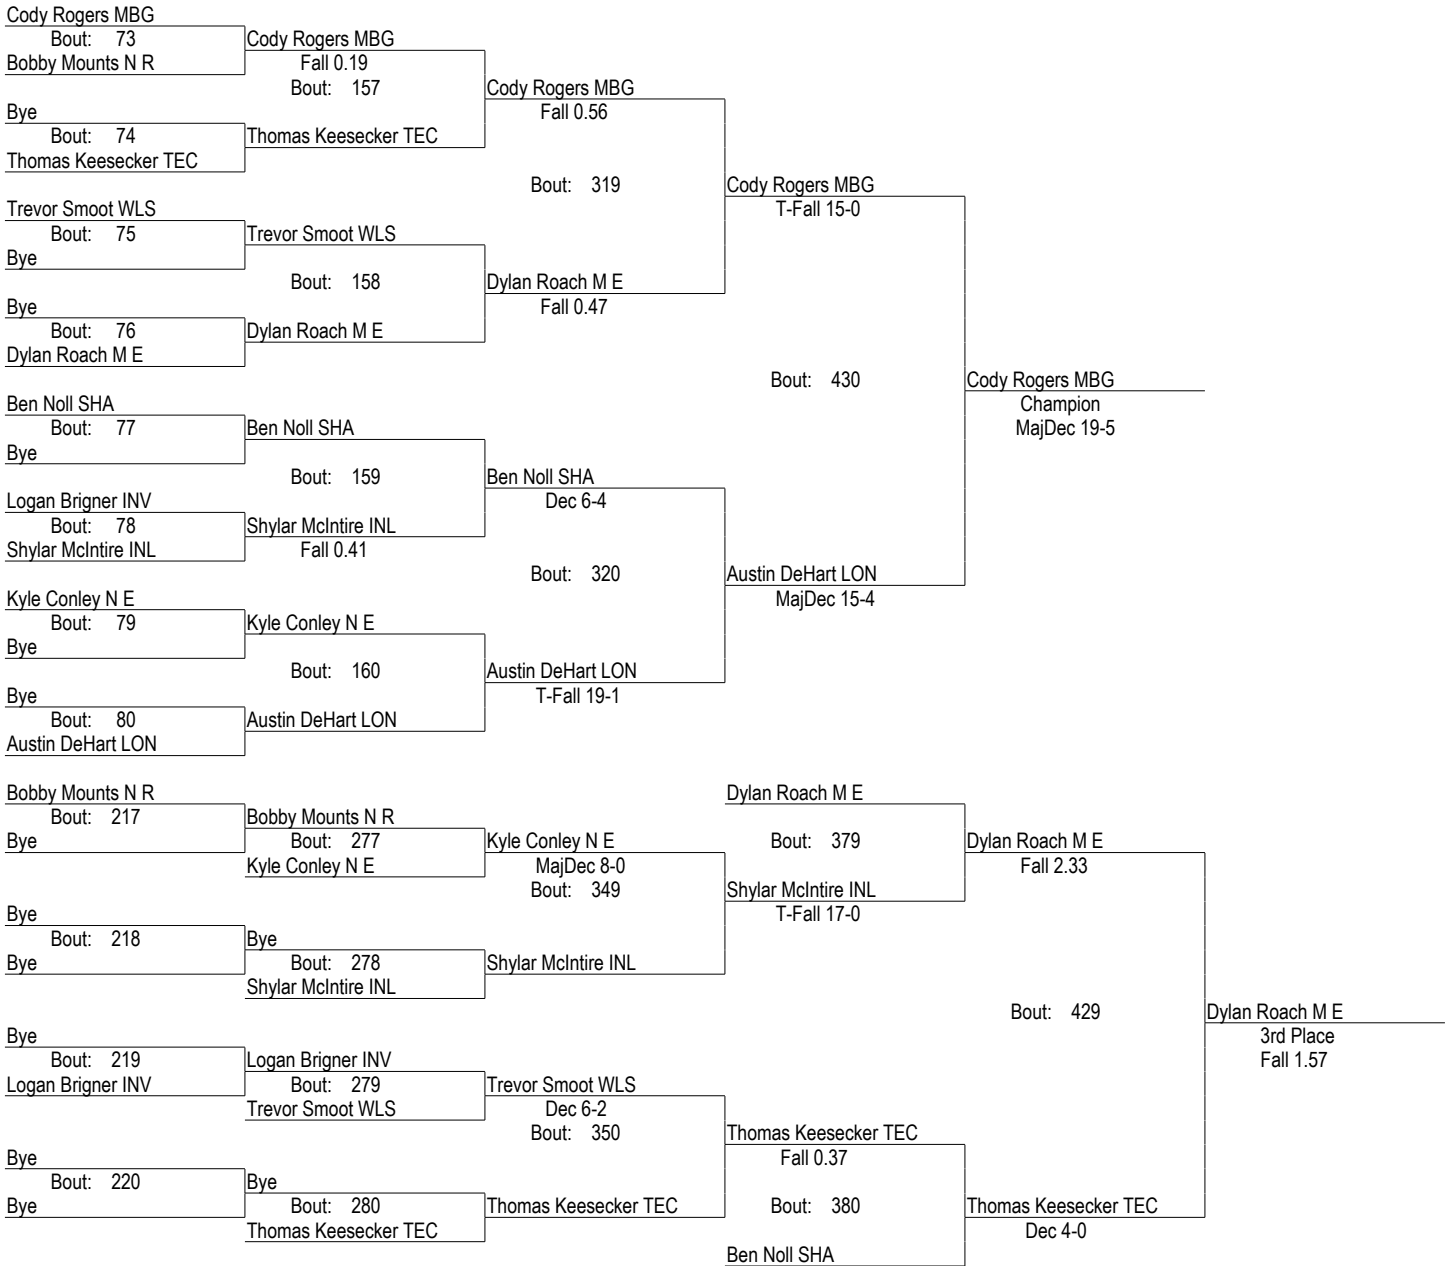 Cody Rogers MBG
Bout: 73 Cody Rogers MBG
Bobby Mounts N R Fall 0.19
Bout: 157 Cody Rogers MBG
Bye Fall 0.56
Bout: 74 Thomas Keesecker TEC
Thomas Keesecker TEC
Bout: 319 Cody Rogers MBG
Trevor Smoot WLS T-Fall 15-0
Bout: 75 Trevor Smoot WLS
Bye
Bout: 158 Dylan Roach M E
Bye Fall 0.47
Bout: 76 Dylan Roach M E
Dylan Roach M E
Bout: 430 Cody Rogers MBG
Ben Noll SHA Champion
Bout: 77 Ben Noll SHA MajDec 19-5
Bye
Bout: 159 Ben Noll SHA
Logan Brigner INV Dec 6-4
Bout: 78 Shylar McIntire INL
Shylar McIntire INL Fall 0.41
Bout: 320 Austin DeHart LON
Kyle Conley N E MajDec 15-4
Bout: 79 Kyle Conley N E
Bye
Bout: 160 Austin DeHart LON
Bye T-Fall 19-1
Bout: 80 Austin DeHart LON
Austin DeHart LON
Bobby Mounts N R Dylan Roach M E
Bout: 217 Bobby Mounts N R
Bye Bout: 277 Kyle Conley N E Bout: 379 Dylan Roach M E
Kyle Conley N E MajDec 8-0 Fall 2.33
Bout: 349 Shylar McIntire INL
Bye T-Fall 17-0
Bout: 218 Bye
Bye Bout: 278 Shylar McIntire INL
Shylar McIntire INL
Bout: 429 Dylan Roach M E
Bye 3rd Place
Bout: 219 Logan Brigner INV Fall 1.57
Logan Brigner INV Bout: 279 Trevor Smoot WLS
Trevor Smoot WLS Dec 6-2
Bout: 350 Thomas Keesecker TEC
Bye Fall 0.37
Bout: 220 Bye
Bye Bout: 280 Thomas Keesecker TEC Bout: 380 Thomas Keesecker TEC
Thomas Keesecker TEC Dec 4-0
Ben Noll SHA